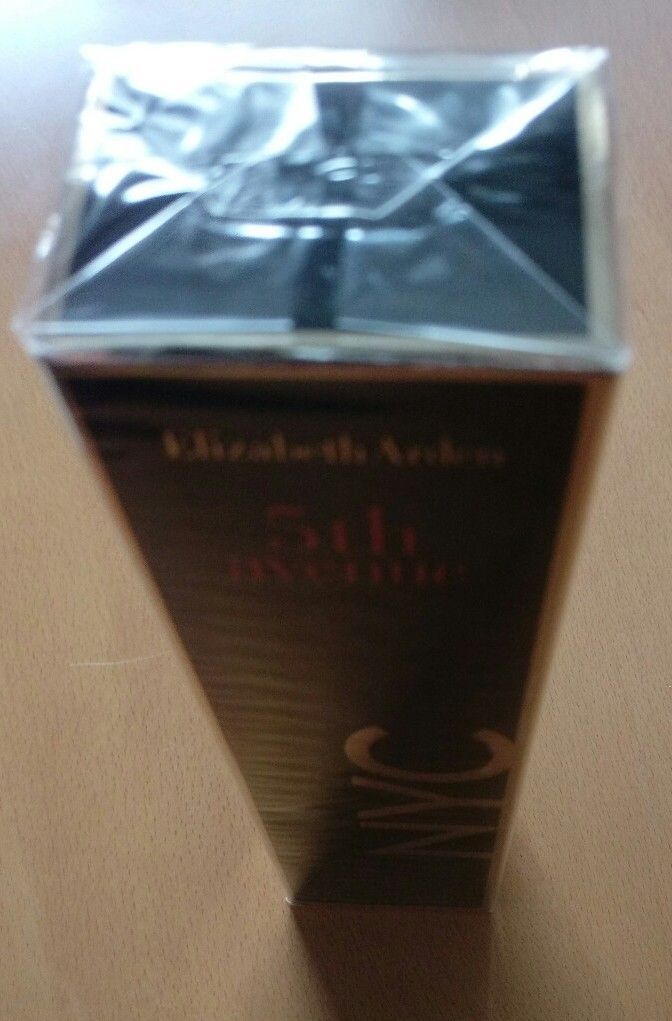 Elizabeth Arden
5th
avenue
NYC